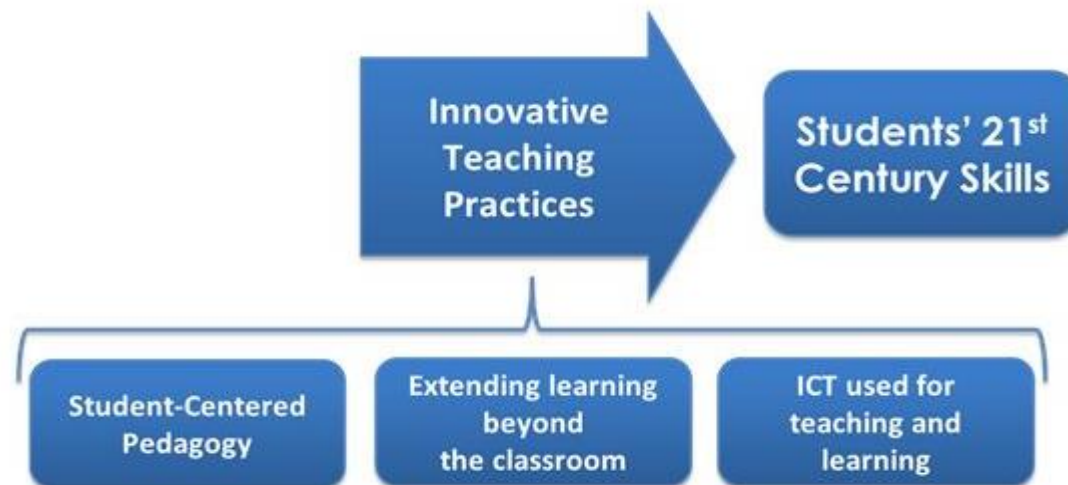 Innovative
Teaching
Practices
Students' 21st
Century Skills
Student-Centered
Pedagogy
Extending learning
beyond
the classroom
ICT used for
teaching and
learning